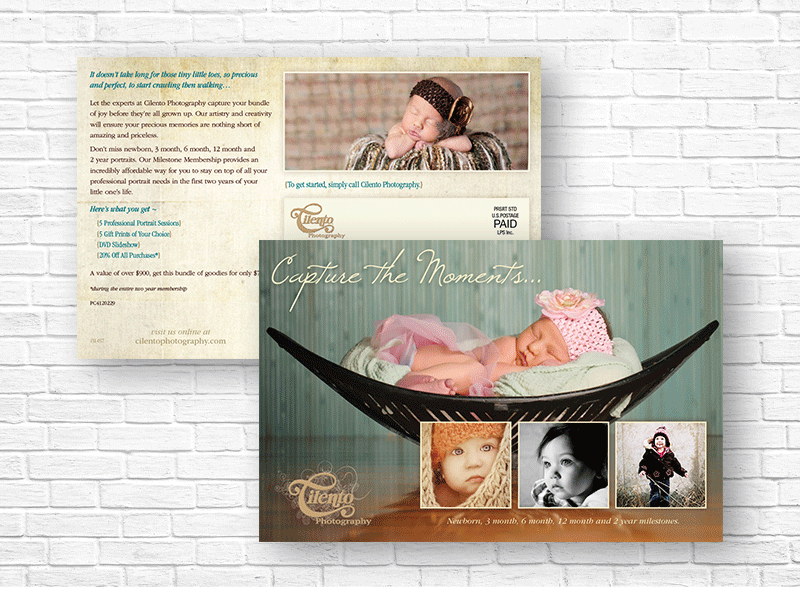 It doesn't take long for those tiny little toes, so precious
and perfect, to start crawling then walking…
Let the experts at Cilento Photography capture your bundle
of joy before they're all grown up. Our artistry and creativity
will ensure your precious memories are nothing short of
amazing and priceless.
Don't miss newborn, 3 month, 6 month, 12 month and
2 year portraits. Our Milestone Membership provides an
incredibly affordable way for you to stay on top of all your
professional portrait needs in the first two years of your
little one's life.
Here's what you get ~
{5 Professional Portrait Sessions}
{5 Gift Prints of Your Choice}
{DVD Slideshow}
{20% Off All Purchases*}
A value of over $900, get this bundle of goodies for only
*during the entire two year membership
PC4120229
visit us online at
cilentophotography.com
{To get started, simply call Cilento Photography.}
Cilento
Photography
PRSRT STD
U.S. POSTAGE
PAID
LPS Inc.
Capture the Moments...
Cilento
Photography
Newborn, 3 month, 6 month, 12 month and 2 year milestones.